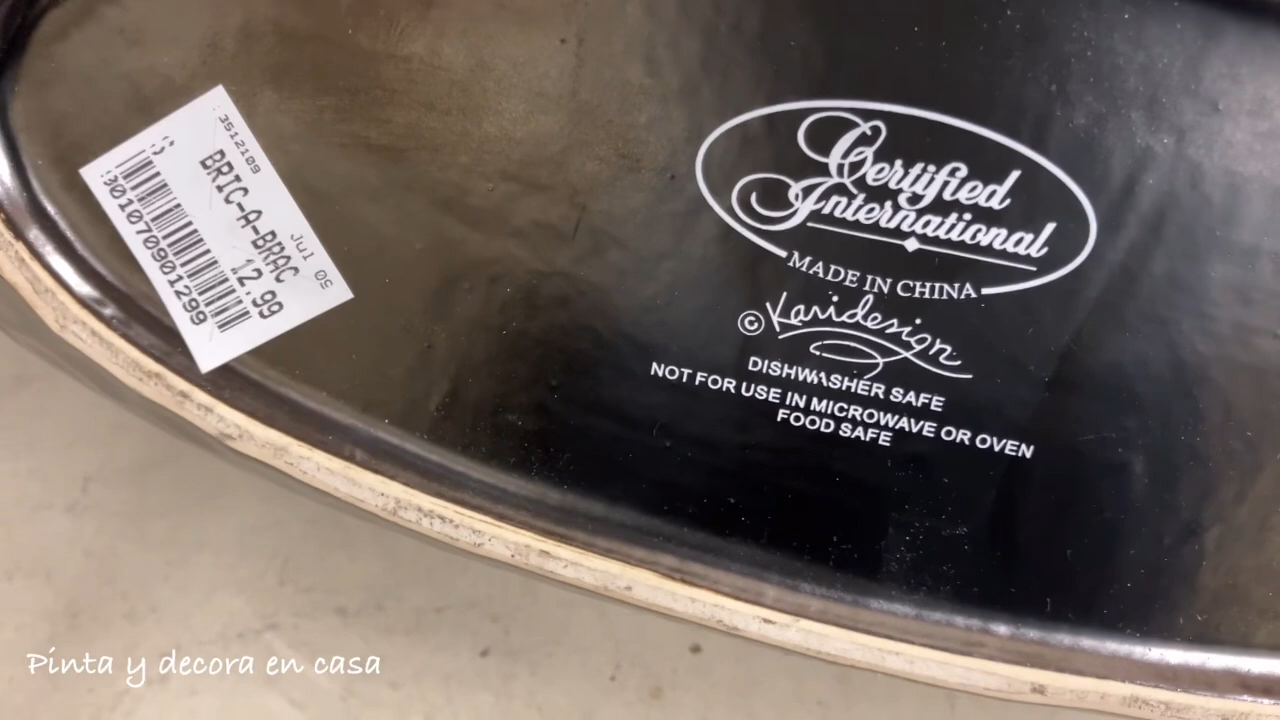 3512109
BRIC-A-BRAC
Jul 05
12.99
Certified
International
MADE IN CHINA
© Karidesign
DISHWASHER SAFE
NOT FOR USE IN MICROWAVE OR OVEN
FOOD SAFE
Pinta y decora en casa